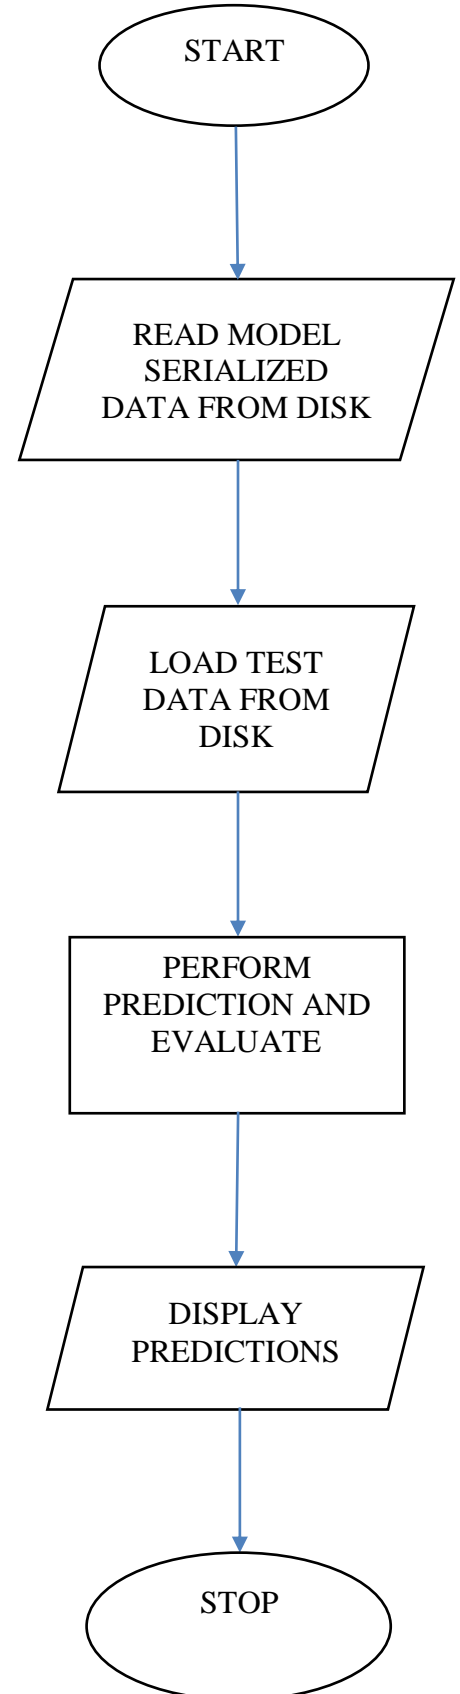 START
READ MODEL
SERIALIZED
DATA FROM DISK
LOAD TEST
DATA FROM
DISK
PERFORM
PREDICTION AND
EVALUATE
DISPLAY
PREDICTIONS
STOP